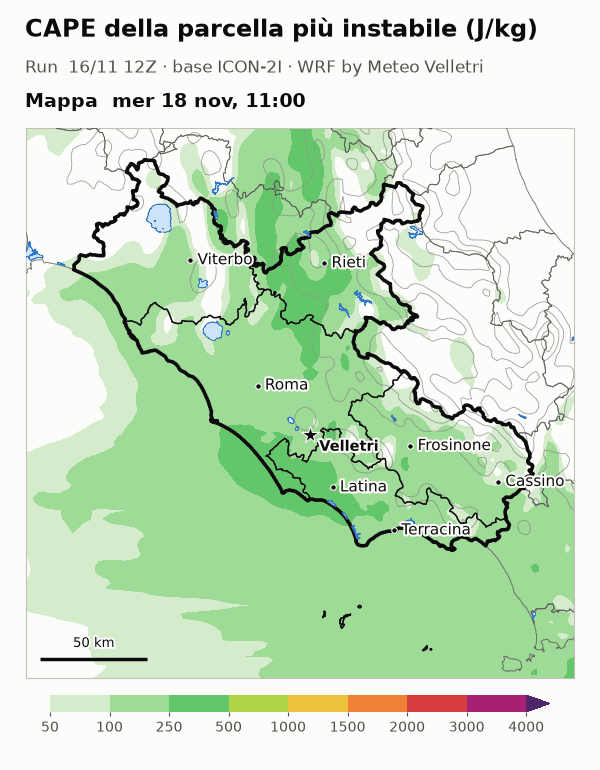 CAPE della parcella più instabile (J/kg)
Run 16/11 12Z · base ICON-2I · WRF by Meteo Velletri
Mappa mer 18 nov, 11:00
Viterbo
Rieti
Roma
Velletri
Frosinone
Cassino
Latina
Terracina
50 km
50 100 250 500 1000 1500 2000 3000 4000